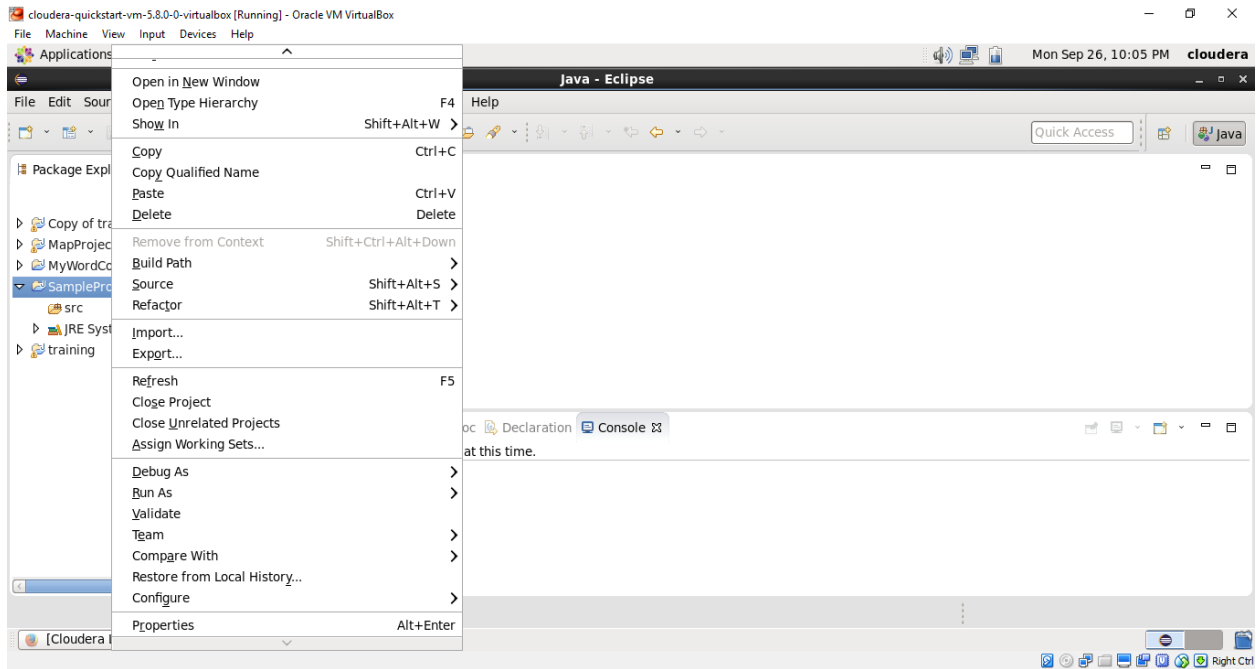 cloudera-quickstart-vm-5.8.0-0-virtualbox [Running] - Oracle VM VirtualBox
File Machine View Input Devices Help
Applications
Mon Sep 26, 10:05 PM cloudera
Java - Eclipse
File Edit Sour
Help
Quick Access
Java
Package Expl
Copy of tra
MapProjec
MyWordCo
SamplePro
src
JRE Syst
training
Open in New Window
Open Type Hierarchy F4
Show In Shift+Alt+W
Copy Ctrl+C
Copy Qualified Name
Paste Ctrl+V
Delete Delete
Remove from Context Shift+Ctrl+Alt+Down
Build Path
Source Shift+Alt+S
Refactor Shift+Alt+T
Import...
Export...
Refresh F5
Close Project
Close Unrelated Projects
Assign Working Sets...
Debug As
Run As
Validate
Team
Compare With
Restore from Local History...
Configure
Properties Alt+Enter
oc Declaration Console
at this time.
[Cloudera
Right Ctrl